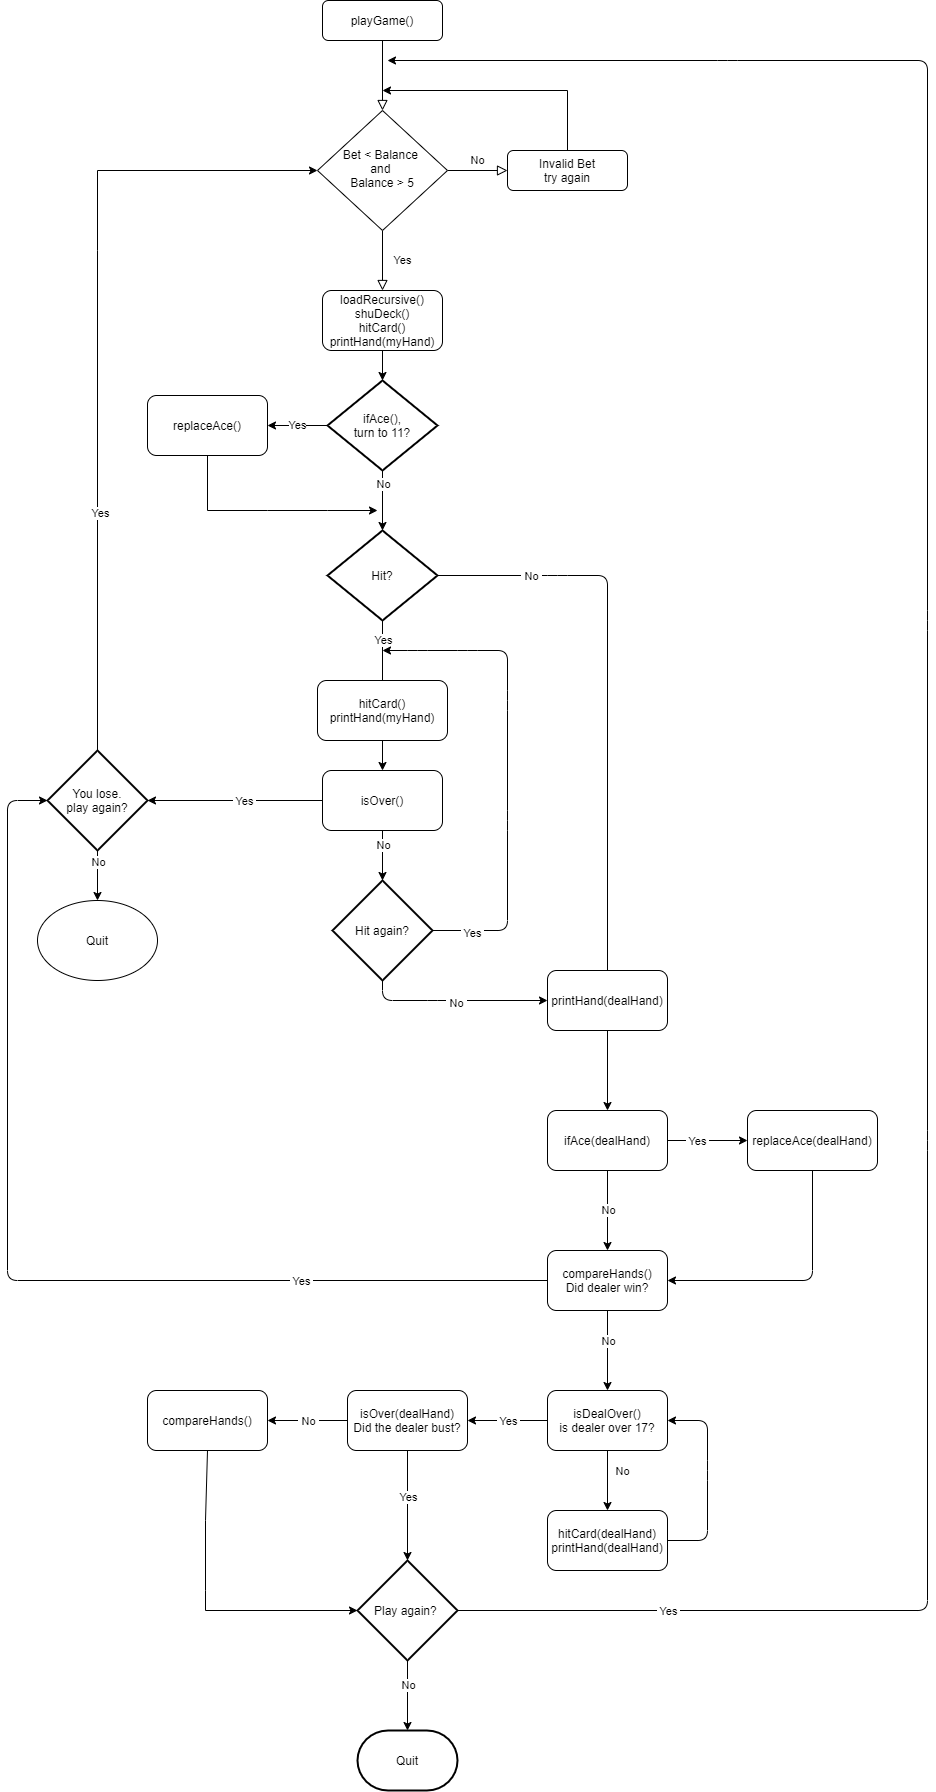 playGame()
Bet < Balance
and
Balance > 5
No
Invalid Bet
try again
Yes
loadRecursive()
shuDeck()
hitCard()
printHand(myHand)
ifAce(),
turn to 11?
Yes
replaceAce()
No
Yes
Hit?
No
Yes
hitCard()
printHand(myHand)
You lose.
play again?
Yes
isOver()
No
No
Quit
Hit again?
Yes
No
printHand(dealHand)
ifAce(dealHand)
Yes
replaceAce(dealHand)
No
compareHands()
Did dealer win?
Yes
No
compareHands()
No
isOver(dealHand)
Did the dealer bust?
Yes
isDealOver()
is dealer over 17?
No
Yes
hitCard(dealHand)
printHand(dealHand)
Play again?
Yes
No
Quit